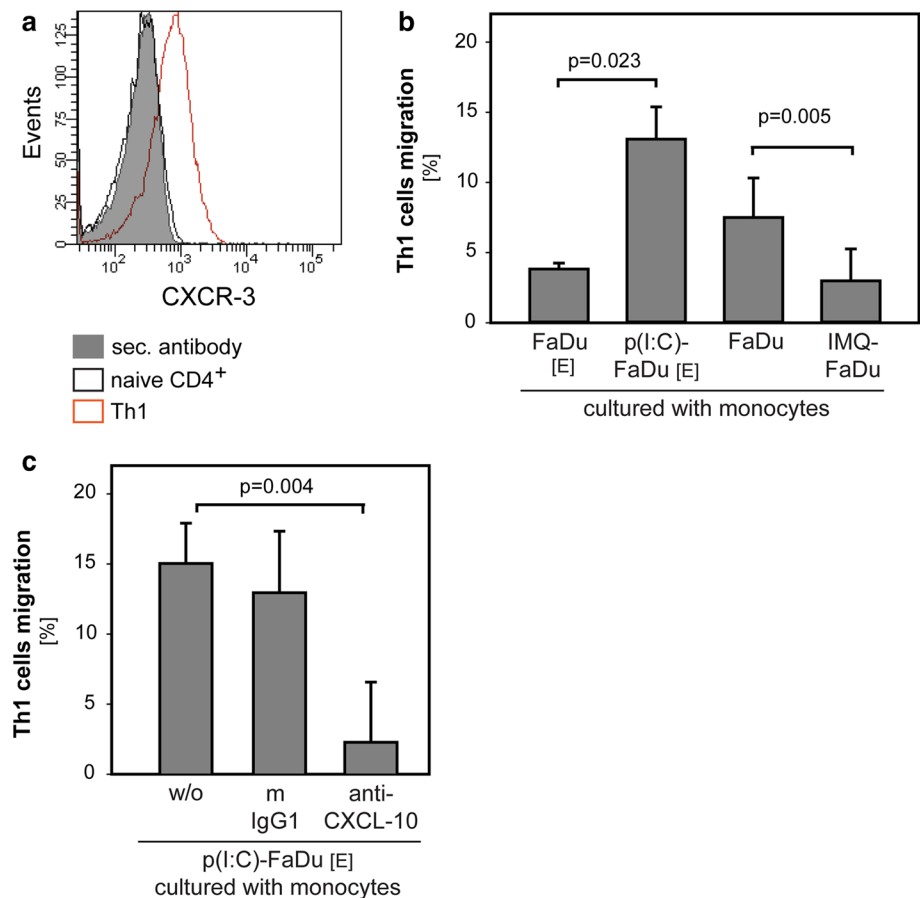 a
Events
125
100
75
50
25
0
10²
10³
10⁴
10⁵
CXCR-3
sec. antibody
naive CD4⁺
Th1
b
Th1 cells migration
[%]
20
15
10
5
0
p=0.023
p=0.005
FaDu
[E]
p(I:C)-
FaDu [E]
FaDu
IMQ-
FaDu
cultured with monocytes
c
Th1 cells migration
[%]
20
15
10
5
0
p=0.004
w/o
m
IgG1
anti-
CXCL-10
p(I:C)-FaDu [E]
cultured with monocytes